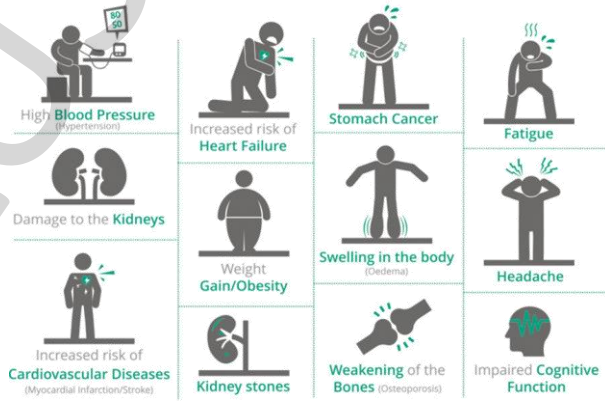 80
50
High Blood Pressure
(Hypertension)
Increased risk of
Heart Failure
Stomach Cancer
Fatigue
Damage to the Kidneys
Weight
Gain/Obesity
Swelling in the body
(Oedema)
Headache
Increased risk of
Cardiovascular Diseases
(Myocardial Infarction/Stroke)
Kidney stones
Weakening of the
Bones (Osteoporosis)
Impaired Cognitive
Function